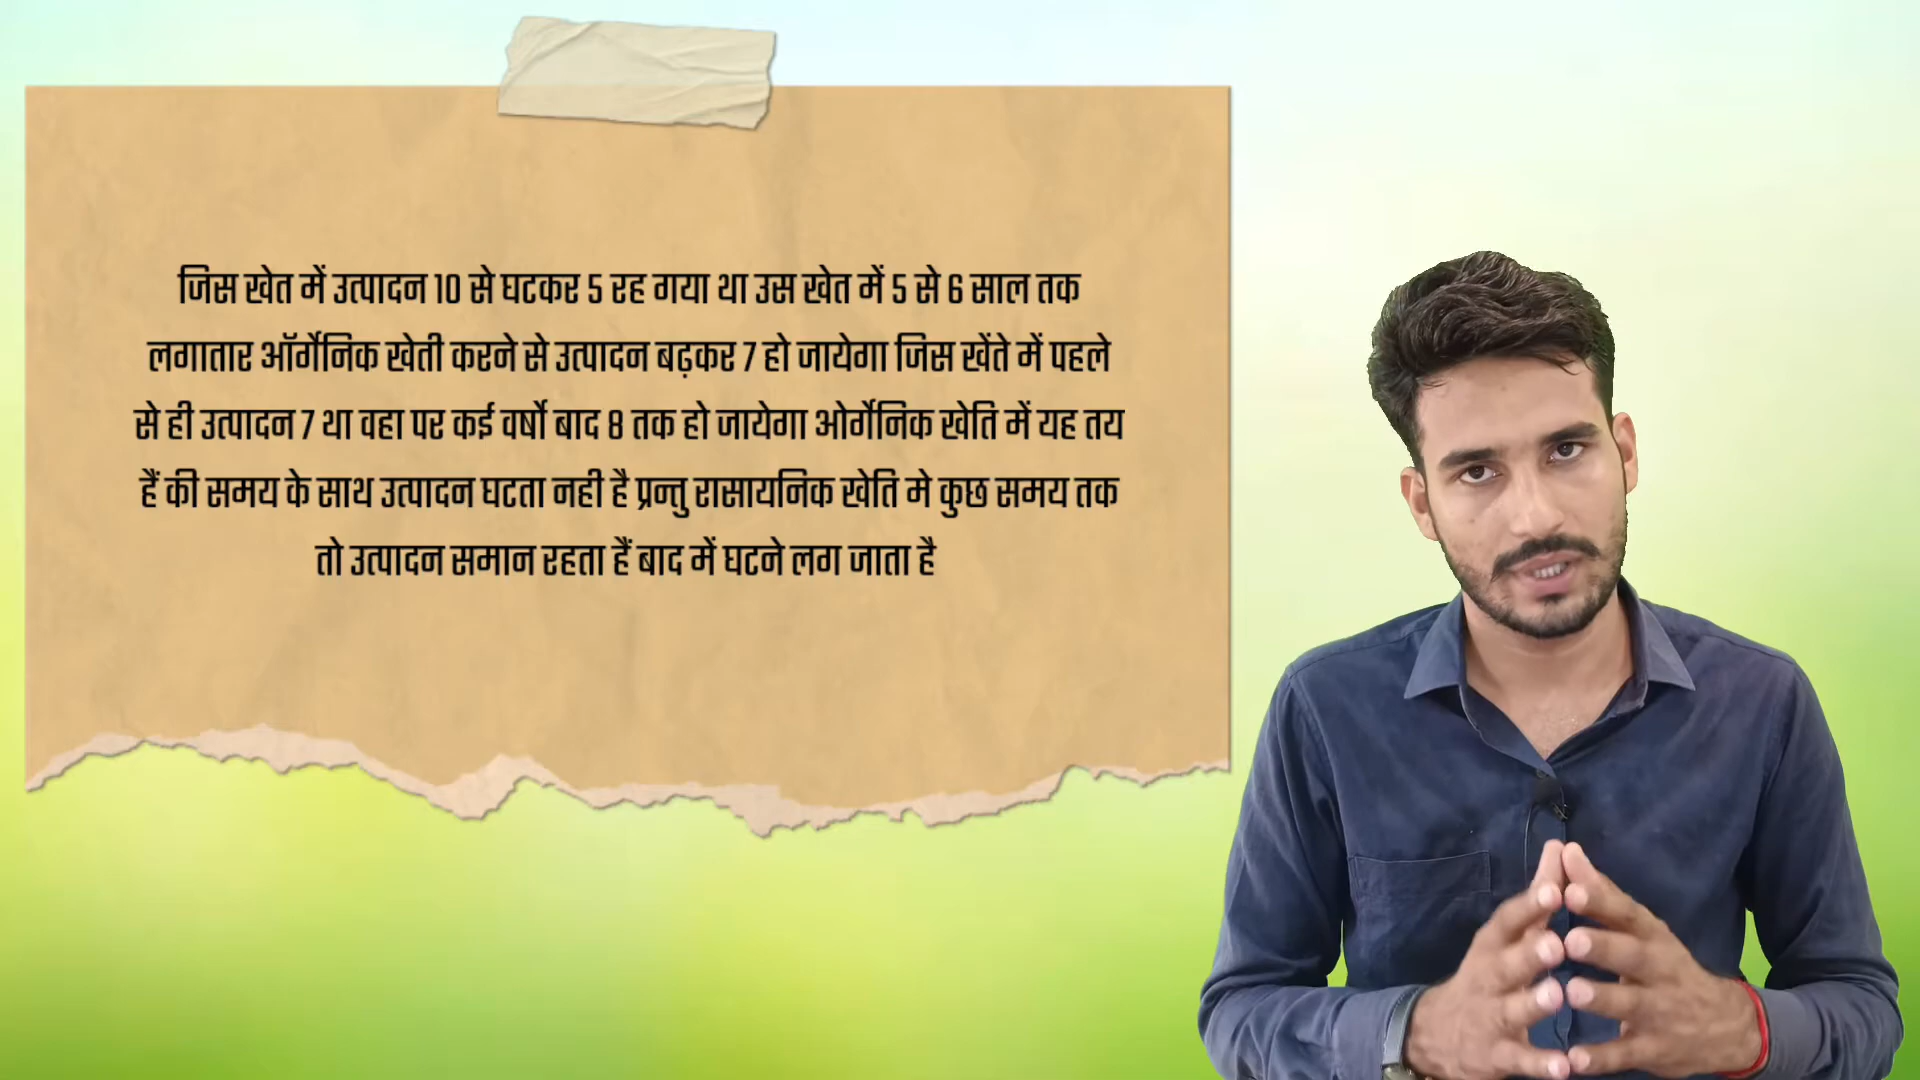 जिस खेत में उत्पादन 10 से घटकर 5 रह गया था उस खेत में 5 से 6 साल तक
लगातार ऑर्गेनिक खेती करने से उत्पादन बढ़कर 7 हो जायेगा जिस खेंते में पहले
से ही उत्पादन 7 था वहा पर कई वर्षो बाद 8 तक हो जायेगा ओर्गेनिक खेति में यह तय
हैं की समय के साथ उत्पादन घटता नही है प्रन्तु रासायनिक खेति मे कुछ समय तक
तो उत्पादन समान रहता हैं बाद में घटने लग जाता है